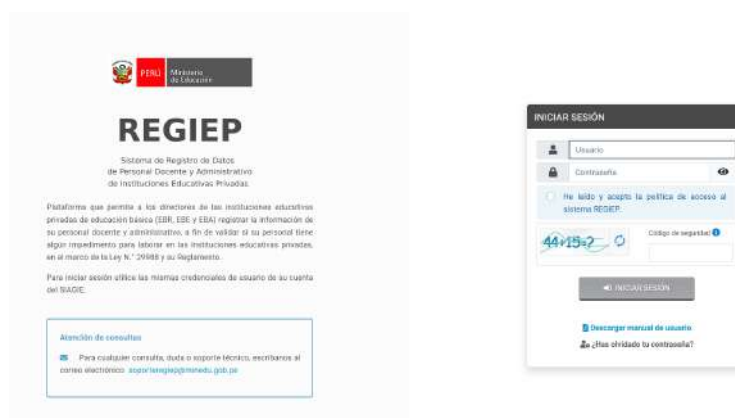 PERÚ
Ministerio
de Educación
REGIEP
Sistema de Registro de Datos
de Personal Docente y Administrativo
de Instituciones Educativas Privadas.
Plataforma que permite a los directores de las instituciones educativas
privadas de educación básica (EBR, EBE y EBA) registrar la información de
su personal docente y administrativo, a fin de validar si su personal tiene
algún impedimento para laborar en las instituciones educativas privadas,
en el marco de la Ley N.° 29988 y su Reglamento.
Para iniciar sesión utilice las mismas credenciales de usuario de su cuenta
del SIAGIE.
Atención de consultas
Para cualquier consulta, duda o soporte técnico, escríbanos al
correo electrónico: soporteregiep@minedu.gob.pe
INICIAR SESIÓN
Usuario
Contraseña
He leído y acepto la política de acceso al
sistema REGIEP.
44+15=?
Código de seguridad
INICIAR SESIÓN
Descargar manual de usuario
¿Has olvidado tu contraseña?